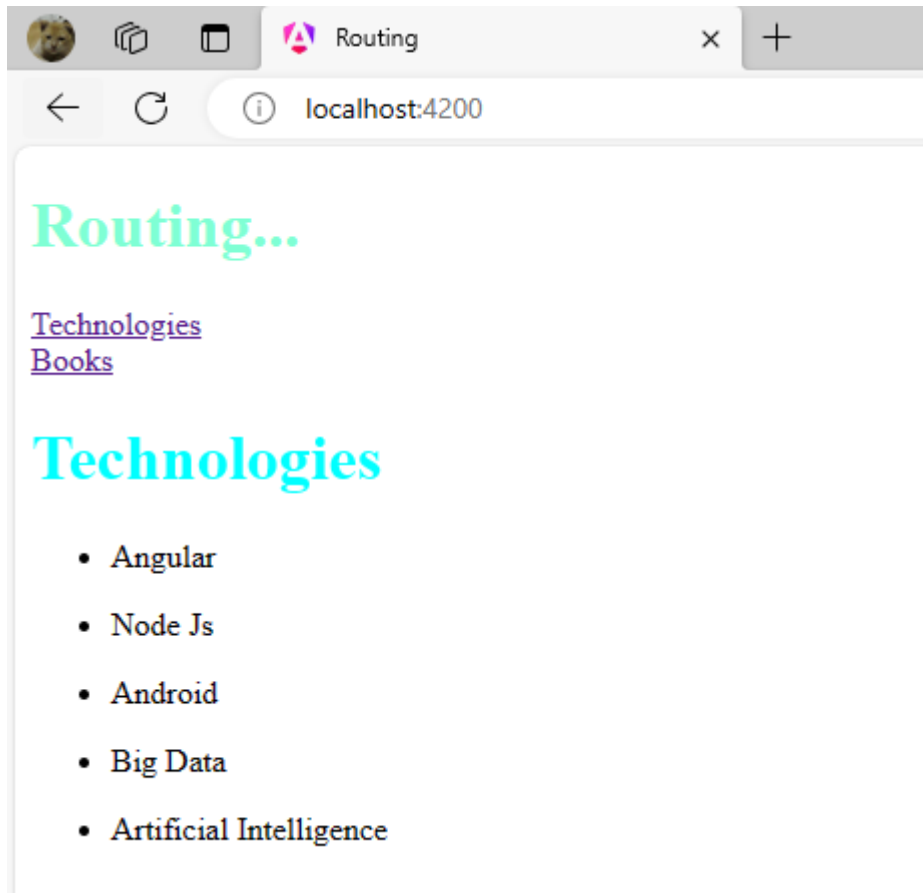 Routing
localhost:4200
Routing...
Technologies
Books
Technologies
Angular
Node Js
Android
Big Data
Artificial Intelligence